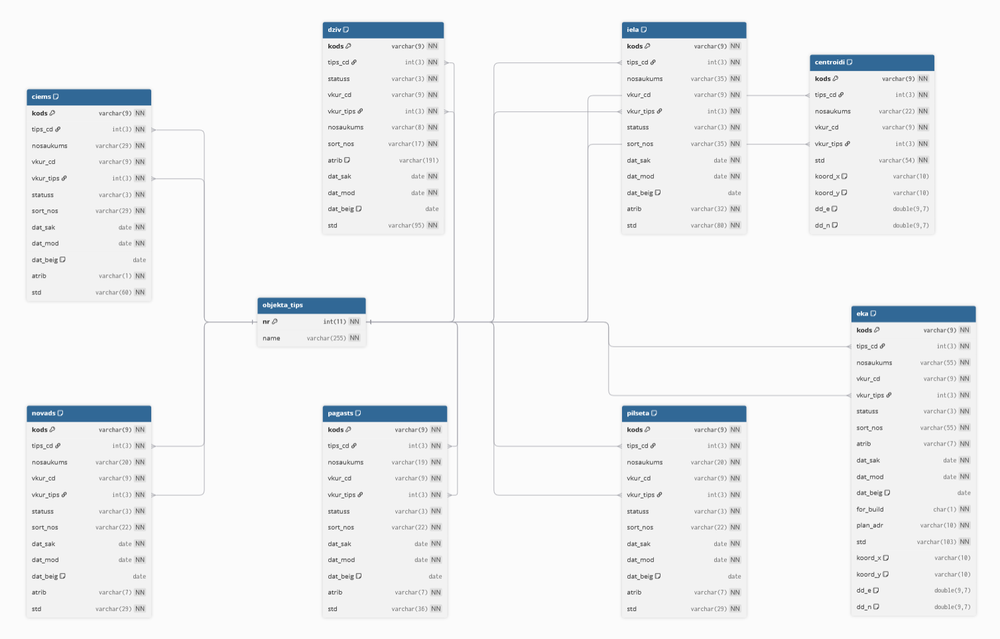 dziv
kods varchar(9) NN
tips_cd int(3) NN
statuss varchar(3) NN
vkur_cd varchar(9) NN
vkur_tips int(3) NN
nosaukums varchar(8) NN
sort_nos varchar(17) NN
atrib varchar(191)
dat_sak date NN
dat_mod date NN
dat_beig date
std varchar(95) NN
iela
kods varchar(9) NN
tips_cd int(3) NN
nosaukums varchar(35) NN
vkur_cd varchar(9) NN
vkur_tips int(3) NN
statuss varchar(3) NN
sort_nos varchar(35) NN
dat_sak date NN
dat_mod date NN
dat_beig date
atrib varchar(32) NN
std varchar(80) NN
centroidi
kods varchar(9) NN
tips_cd int(3) NN
nosaukums varchar(22) NN
vkur_cd varchar(9) NN
vkur_tips int(3) NN
std varchar(54) NN
koord_x varchar(10)
koord_y varchar(10)
dd_e double(9,7)
dd_n double(9,7)
ciems
kods varchar(9) NN
tips_cd int(3) NN
nosaukums varchar(29) NN
vkur_cd varchar(9) NN
vkur_tips int(3) NN
statuss varchar(3) NN
sort_nos varchar(29) NN
dat_sak date NN
dat_mod date NN
dat_beig date
atrib varchar(1) NN
std varchar(60) NN
objekta_tips
nr int(11) NN
name varchar(255) NN
eka
kods varchar(9) NN
tips_cd int(3) NN
nosaukums varchar(55) NN
vkur_cd varchar(9) NN
vkur_tips int(3) NN
statuss varchar(3) NN
sort_nos varchar(55) NN
atrib varchar(7) NN
dat_sak date NN
dat_mod date NN
dat_beig date
for_build char(1) NN
plan_adr varchar(10) NN
std varchar(103) NN
koord_x varchar(10)
koord_y varchar(10)
dd_e double(9,7)
dd_n double(9,7)
novads
kods varchar(9) NN
tips_cd int(3) NN
nosaukums varchar(20) NN
vkur_cd varchar(9) NN
vkur_tips int(3) NN
statuss varchar(3) NN
sort_nos varchar(22) NN
dat_sak date NN
dat_mod date NN
dat_beig date
atrib varchar(7) NN
std varchar(29) NN
pagasts
kods varchar(9) NN
tips_cd int(3) NN
nosaukums varchar(19) NN
vkur_cd varchar(9) NN
vkur_tips int(3) NN
statuss varchar(3) NN
sort_nos varchar(22) NN
dat_sak date NN
dat_mod date NN
dat_beig date
atrib varchar(7) NN
std varchar(36) NN
pilseta
kods varchar(9) NN
tips_cd int(3) NN
nosaukums varchar(20) NN
vkur_cd varchar(9) NN
vkur_tips int(3) NN
statuss varchar(3) NN
sort_nos varchar(22) NN
dat_sak date NN
dat_mod date NN
dat_beig date
atrib varchar(7) NN
std varchar(29) NN